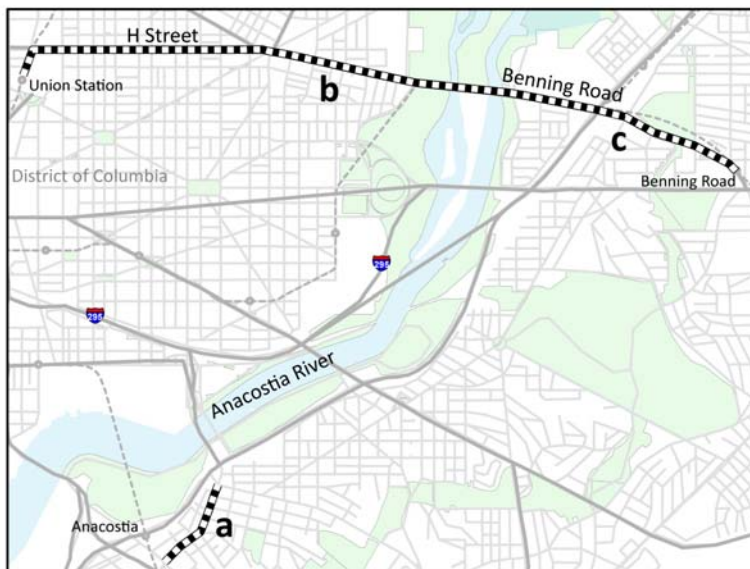 H Street
Union Station
b
Benning Road
c
District of Columbia
Benning Road
295
295
Anacostia River
Anacostia
a